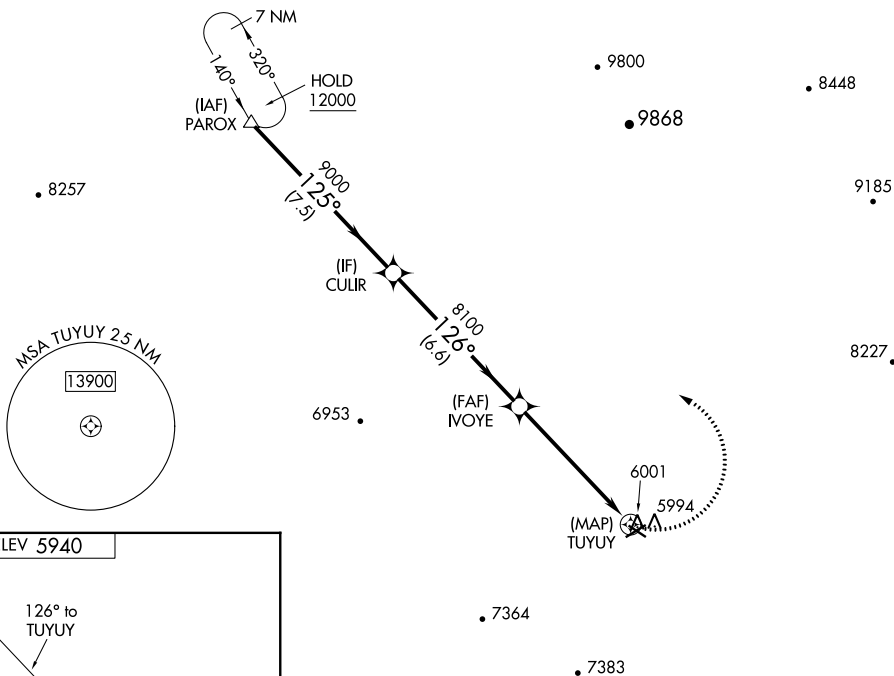 7 NM
320°
140°
HOLD
12000
(IAF)
PAROX
9800
8448
9868
8257
9185
9000
125°
(7.5)
(IF)
CULIR
8100
126°
(6.6)
MSA TUYUY 25 NM
13900
8227
6953
(FAF)
IVOYE
6001
5994
(MAP)
TUYUY
LEV 5940
126° to
TUYUY
7364
7383